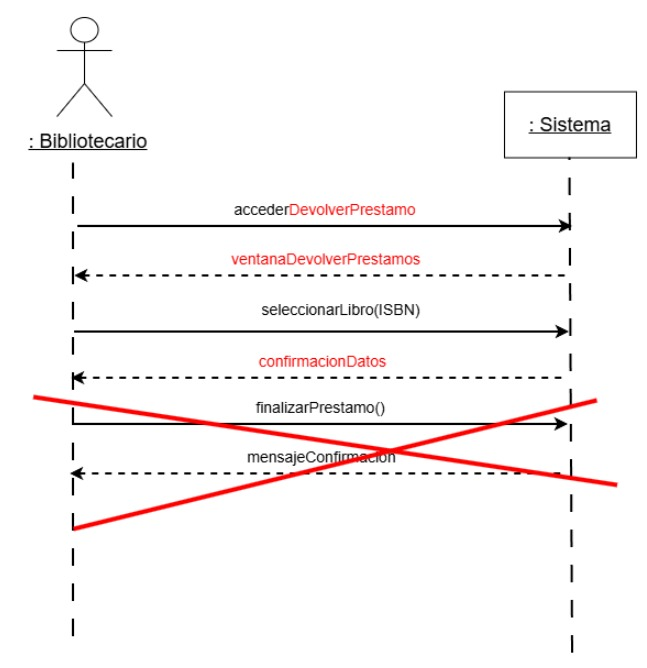 : Bibliotecario
: Sistema
accederDevolverPrestamo
ventanaDevolverPrestamos
seleccionarLibro(ISBN)
confirmacionDatos
finalizarPrestamo()
mensajeConfirmacion